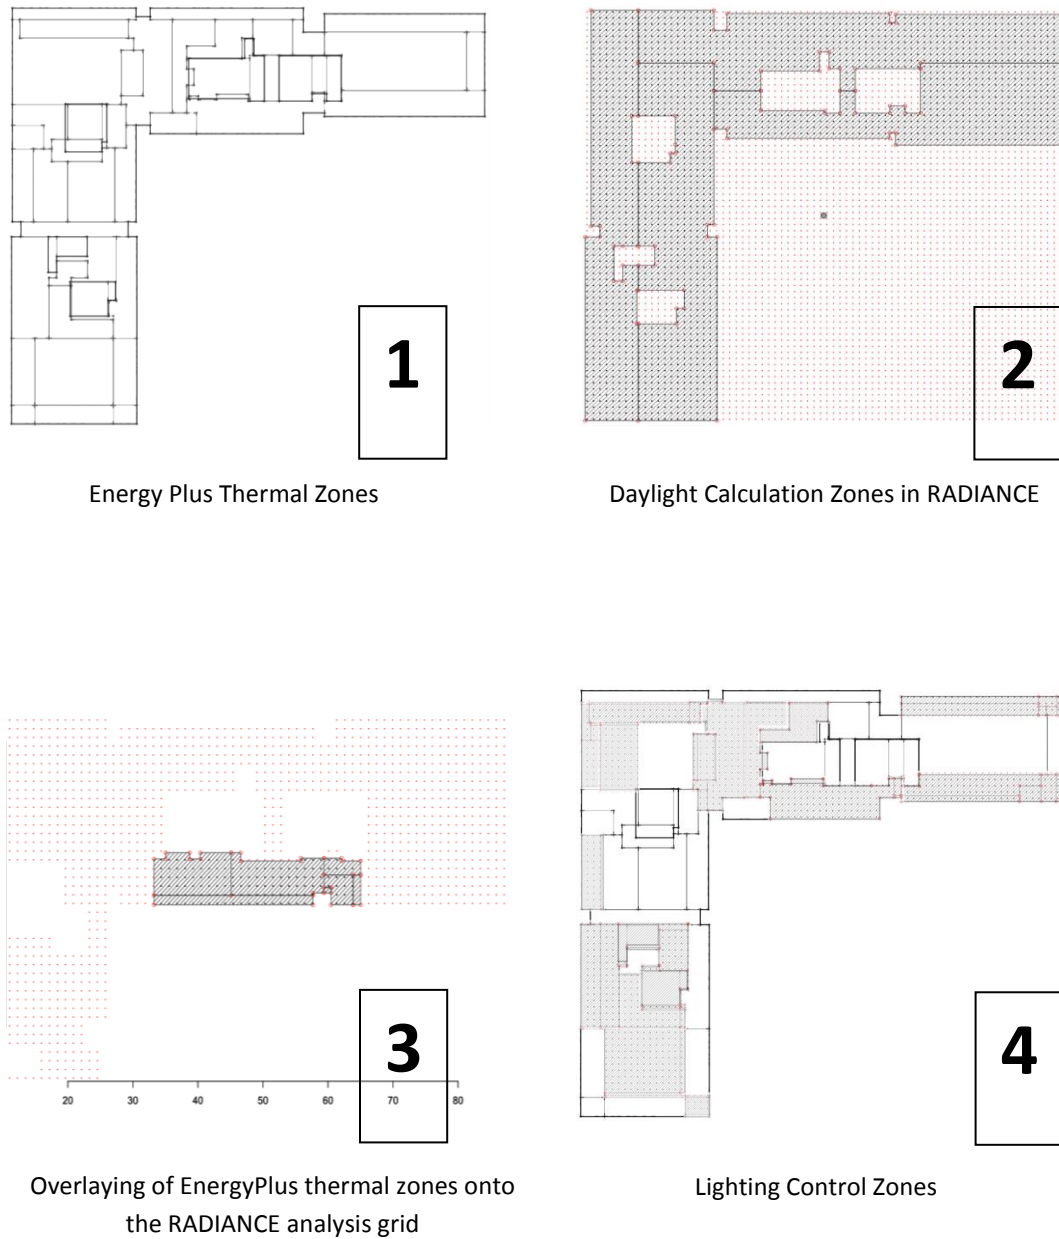 1
2
Energy Plus Thermal Zones
Daylight Calculation Zones in RADIANCE
3
4
20 30 40 50 60 70 80
Overlaying of EnergyPlus thermal zones onto
the RADIANCE analysis grid
Lighting Control Zones